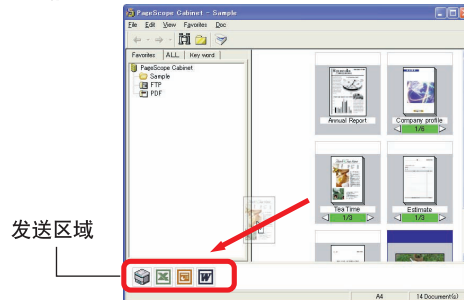 PageScope Cabinet - Sample
File Edit View Favorites Doc
Favorites ALL Key word
PageScope Cabinet
Sample
FTP
PDF
Annual Report
Company profile
1/6
Tea Time
1/3
Estimate
1/3
发送区域
A4 14 Document(s)